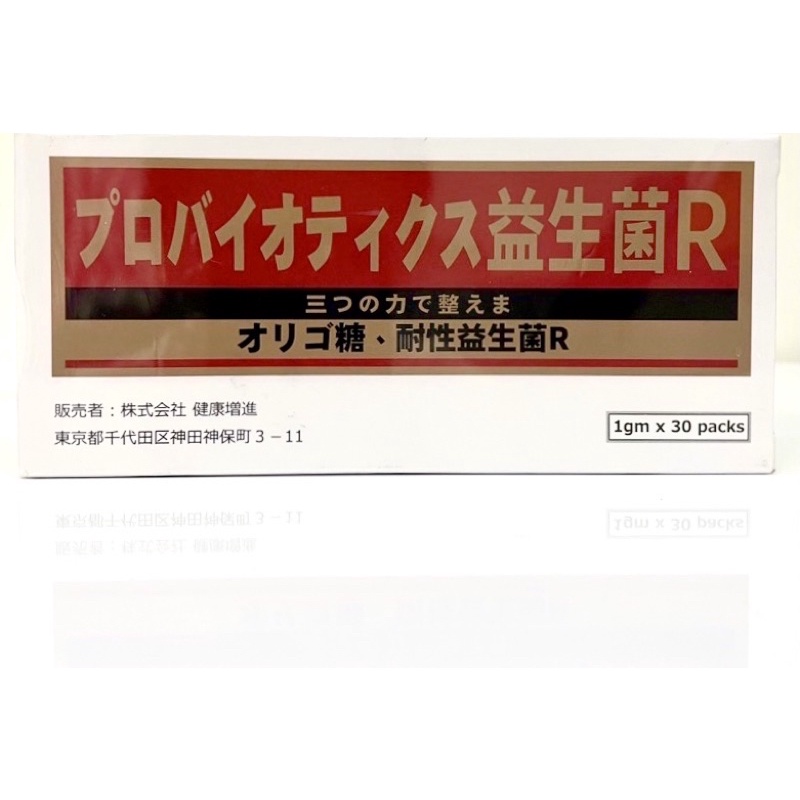 プロバイオティクス益生菌R
三つの力で整えま
オリゴ糖、耐性益生菌R
販売者：株式会社 健康増進
東京都千代田区神田神保町３－11
1gm x 30 packs